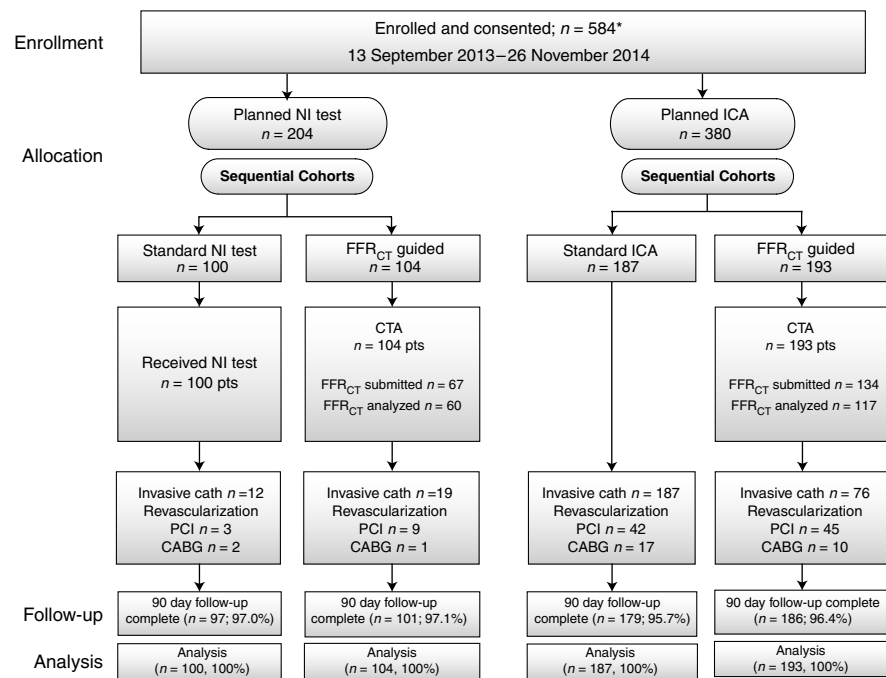 Enrollment
Enrolled and consented; n = 584*
13 September 2013–26 November 2014
Allocation
Planned NI test
n = 204
Planned ICA
n = 380
Sequential Cohorts
Sequential Cohorts
Standard NI test
n = 100
FFRCT guided
n = 104
Standard ICA
n = 187
FFRCT guided
n = 193
Received NI test
n = 100 pts
CTA
n = 104 pts
FFRCT submitted n = 67
FFRCT analyzed n = 60
CTA
n = 193 pts
FFRCT submitted n = 134
FFRCT analyzed n = 117
Invasive cath n =12
Revascularization
PCI n = 3
CABG n = 2
Invasive cath n =19
Revascularization
PCI n = 9
CABG n = 1
Invasive cath n = 187
Revascularization
PCI n = 42
CABG n = 17
Invasive cath n = 76
Revascularization
PCI n = 45
CABG n = 10
Follow-up
90 day follow-up
complete (n = 97; 97.0%)
90 day follow-up
complete (n = 101; 97.1%)
90 day follow-up
complete (n = 179; 95.7%)
90 day follow-up complete
(n = 186; 96.4%)
Analysis
Analysis
(n = 100, 100%)
Analysis
(n = 104, 100%)
Analysis
(n = 187, 100%)
Analysis
(n = 193, 100%)